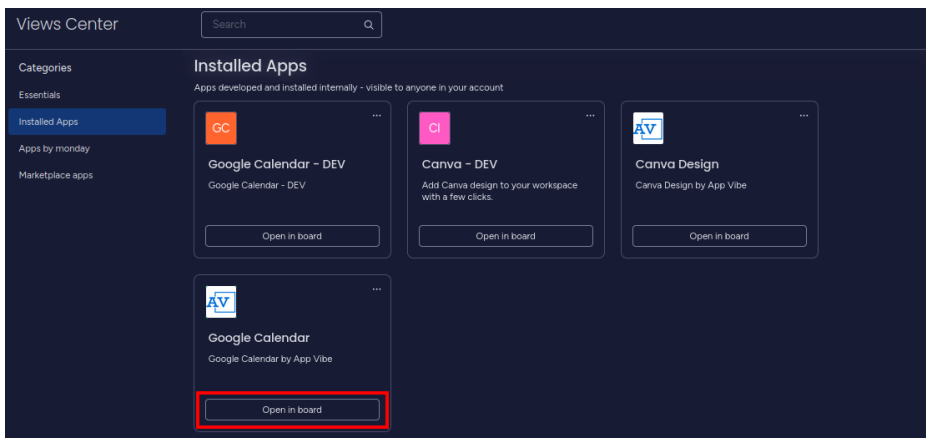 Views Center
Search
Categories
Essentials
Installed Apps
Apps by monday
Marketplace apps
Installed Apps
Apps developed and installed internally - visible to anyone in your account
GC
...
Google Calendar - DEV
Google Calendar - DEV
Open in board
CI
...
Canva - DEV
Add Canva design to your workspace
with a few clicks.
Open in board
AV
...
Canva Design
Canva Design by App Vibe
Open in board
AV
...
Google Calendar
Google Calendar by App Vibe
Open in board